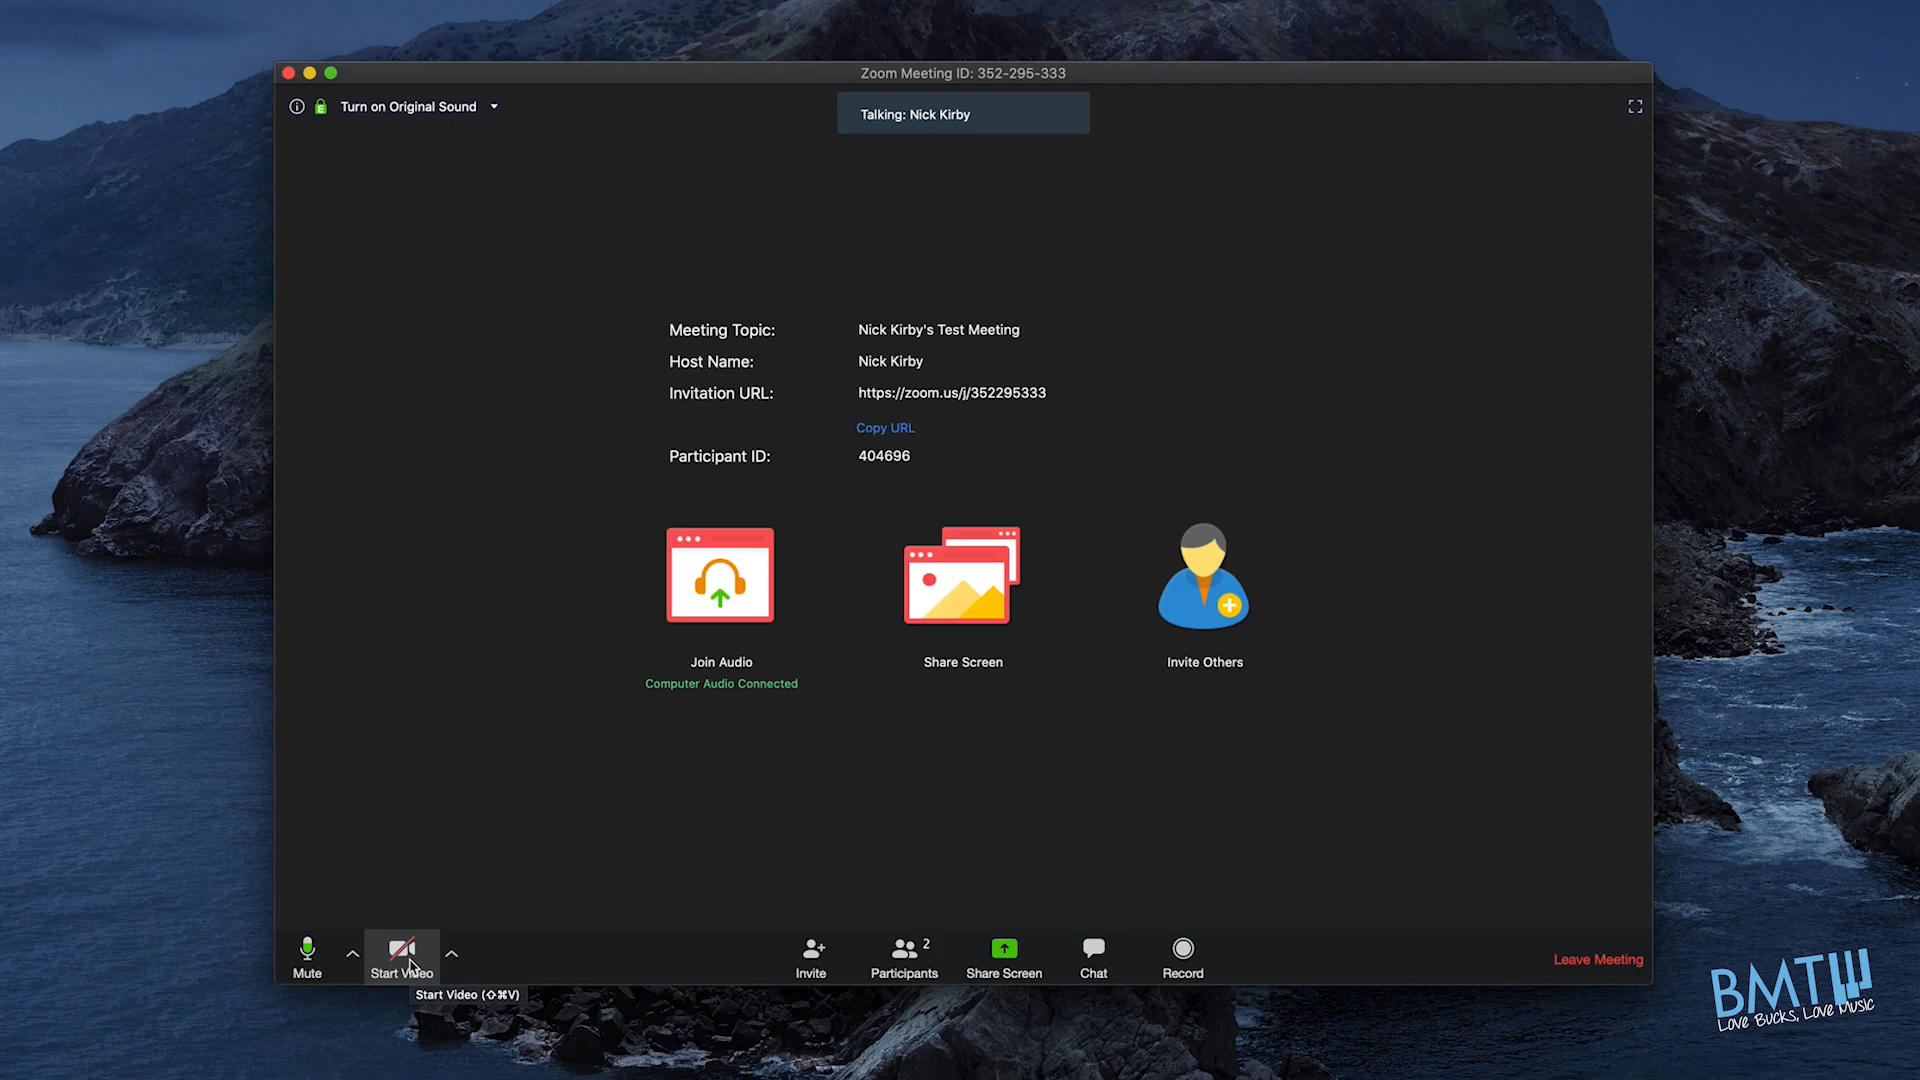 Zoom Meeting ID: 352-295-333
Turn on Original Sound
Talking: Nick Kirby
Meeting Topic: Nick Kirby's Test Meeting
Host Name: Nick Kirby
Invitation URL: https://zoom.us/j/352295333
Copy URL
Participant ID: 404696
Join Audio
Share Screen
Invite Others
Computer Audio Connected
Mute
Start Video
Invite
Participants 2
Share Screen
Chat
Record
Leave Meeting
Start Video (⇧⌘V)
BMT
Love Bucks, Love Music